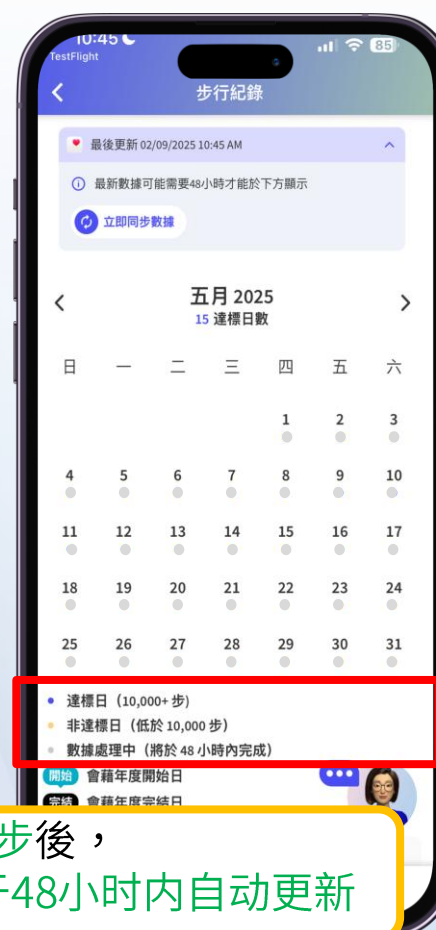 10:45
85
TestFlight
步行紀錄
最後更新 02/09/2025 10:45 AM
最新數據可能需要48小時才能於下方顯示
立即同步數據
五月 2025
15 達標日數
日 一 二 三 四 五 六
1 2 3
4 5 6 7 8 9 10
11 12 13 14 15 16 17
18 19 20 21 22 23 24
25 26 27 28 29 30 31
達標日（10,000+ 步)
非達標日（低於 10,000 步）
數據處理中（將於 48 小時內完成）
開始 會藉年度開始日
完結 會藉年度完結日
步後，
48小时内自动更新